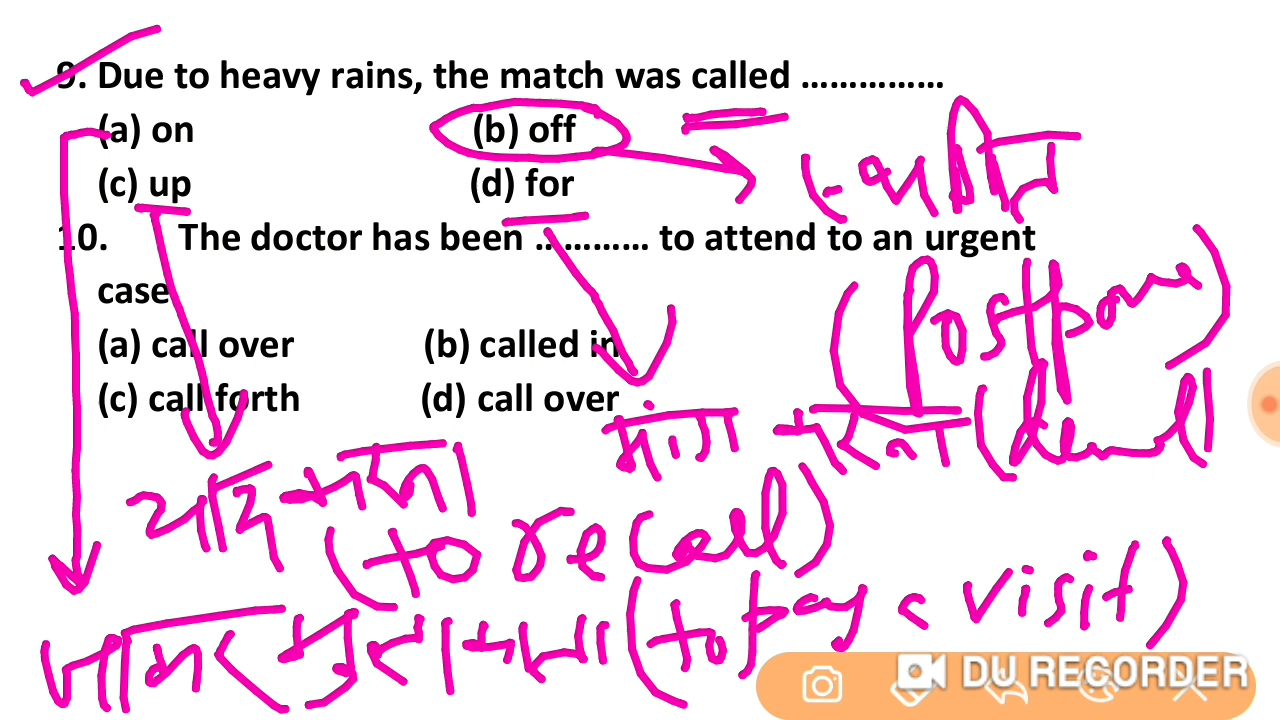 9. Due to heavy rains, the match was called ……………
(a) on (b) off
(c) up (d) for
स्थगित
10. The doctor has been ………… to attend to an urgent
case
(Postpone)
(a) call over (b) called in
(c) call forth (d) call over
मांग करना
याद करना
(to recall)
जाकर मुलाकात करना (to pay a visit)
DU RECORDER